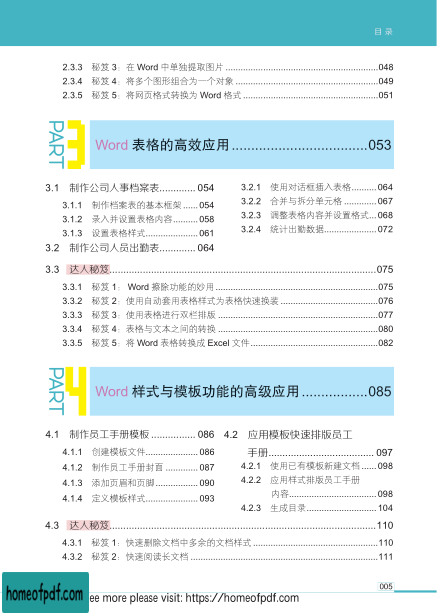 目 录
2.3.3 秘笈 3：在 Word 中单独提取图片 ........ 048
2.3.4 秘笈 4：将多个图形组合为一个对象 ........ 049
2.3.5 秘笈 5：将网页格式转换为 Word 格式 ........ 051
PART 3 Word 表格的高效应用 ........ 053
3.1 制作公司人事档案表 ........ 054
3.1.1 制作档案表的基本框架 ...... 054
3.1.2 录入并设置表格内容 ........ 058
3.1.3 设置表格样式 ........ 061
3.2 制作公司人员出勤表 ........ 064
3.2.1 使用对话框插入表格 ........ 064
3.2.2 合并与拆分单元格 ........ 067
3.2.3 调整表格内容并设置格式 ... 068
3.2.4 统计出勤数据 ........ 072
3.3 达人秘笈 ........ 075
3.3.1 秘笈 1： Word 擦除功能的妙用 ........ 075
3.3.2 秘笈 2：使用自动套用表格样式为表格快速换装 ........ 076
3.3.3 秘笈 3：使用表格进行双栏排版 ........ 077
3.3.4 秘笈 4：表格与文本之间的转换 ........ 080
3.3.5 秘笈 5：将 Word 表格转换成 Excel 文件 ........ 082
PART 4 Word 样式与模板功能的高级应用 ........ 085
4.1 制作员工手册模板 ........ 086
4.1.1 创建模板文件 ........ 086
4.1.2 制作员工手册封面 ........ 087
4.1.3 添加页眉和页脚 ........ 090
4.1.4 定义模板样式 ........ 093
4.2 应用模板快速排版员工
手册 ........ 097
4.2.1 使用已有模板新建文档 ...... 098
4.2.2 应用样式排版员工手册
内容 ........ 098
4.2.3 生成目录 ........ 104
4.3 达人秘笈 ........ 110
4.3.1 秘笈 1：快速删除文档中多余的文档样式 ........ 110
4.3.2 秘笈 2：快速阅读长文档 ........ 111
005
homeofpdf.com
ee more please visit: https://homeofpdf.com